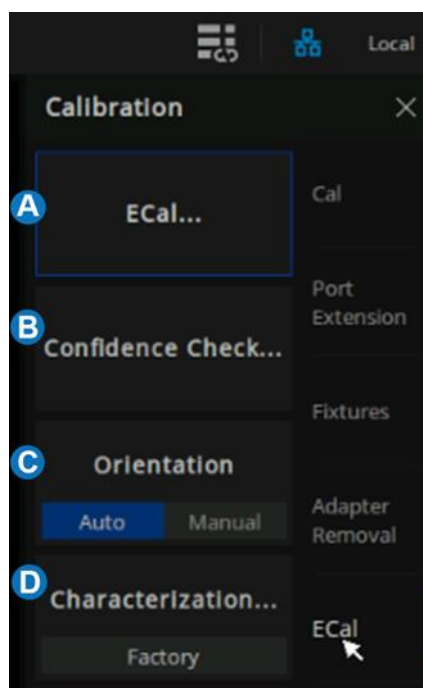 Local
Calibration
A
ECal...
Cal
B
Confidence Check...
Port
Extension
Fixtures
C
Orientation
Auto Manual
Adapter
Removal
D
Characterization...
Factory
ECal